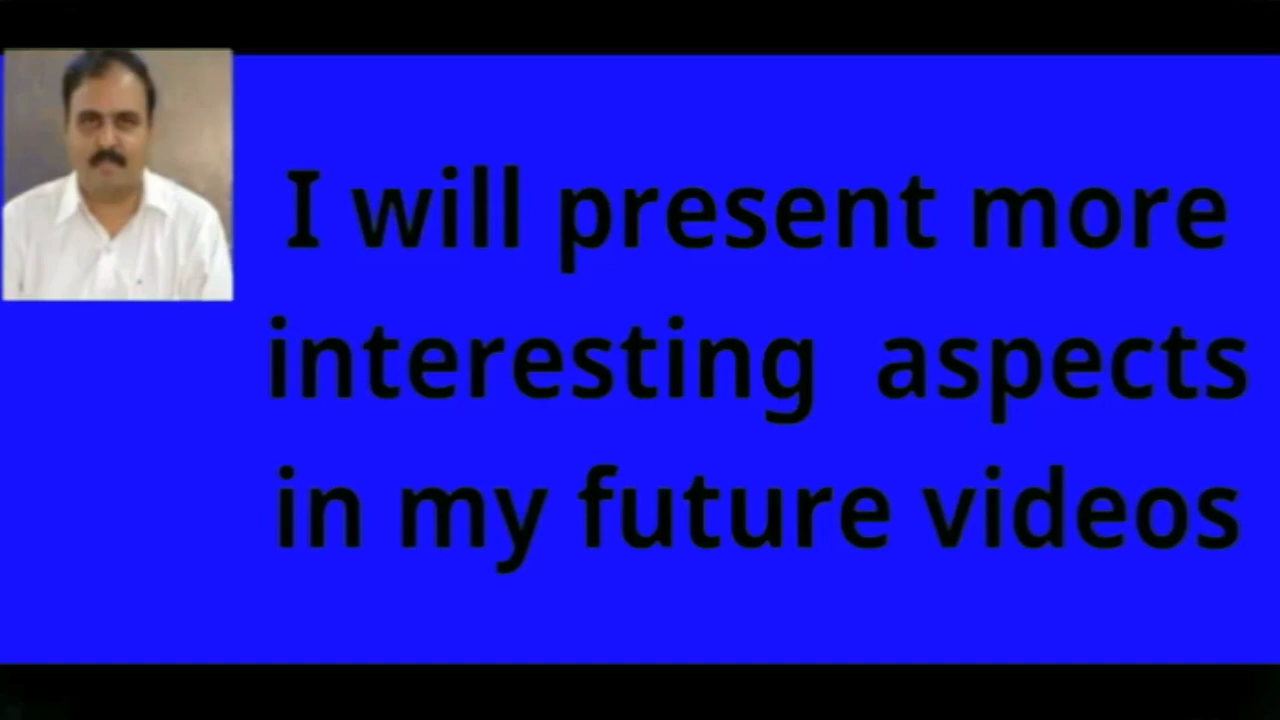 I will present more
interesting aspects
in my future videos